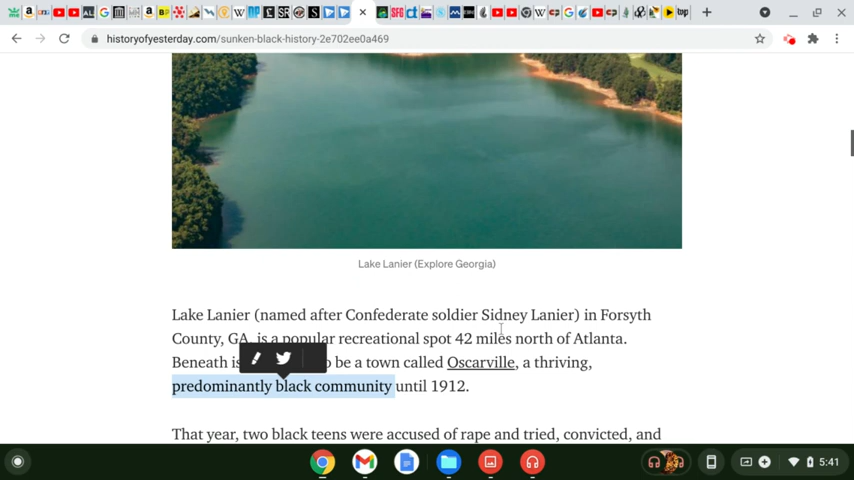 historyofyesterday.com/sunken-black-history-2e702ee0a469
Lake Lanier (Explore Georgia)
Lake Lanier (named after Confederate soldier Sidney Lanier) in Forsyth
County, GA, is a popular recreational spot 42 miles north of Atlanta.
Beneath is to be a town called Oscarville, a thriving,
predominantly black community until 1912.
That year, two black teens were accused of rape and tried, convicted, and
5:41